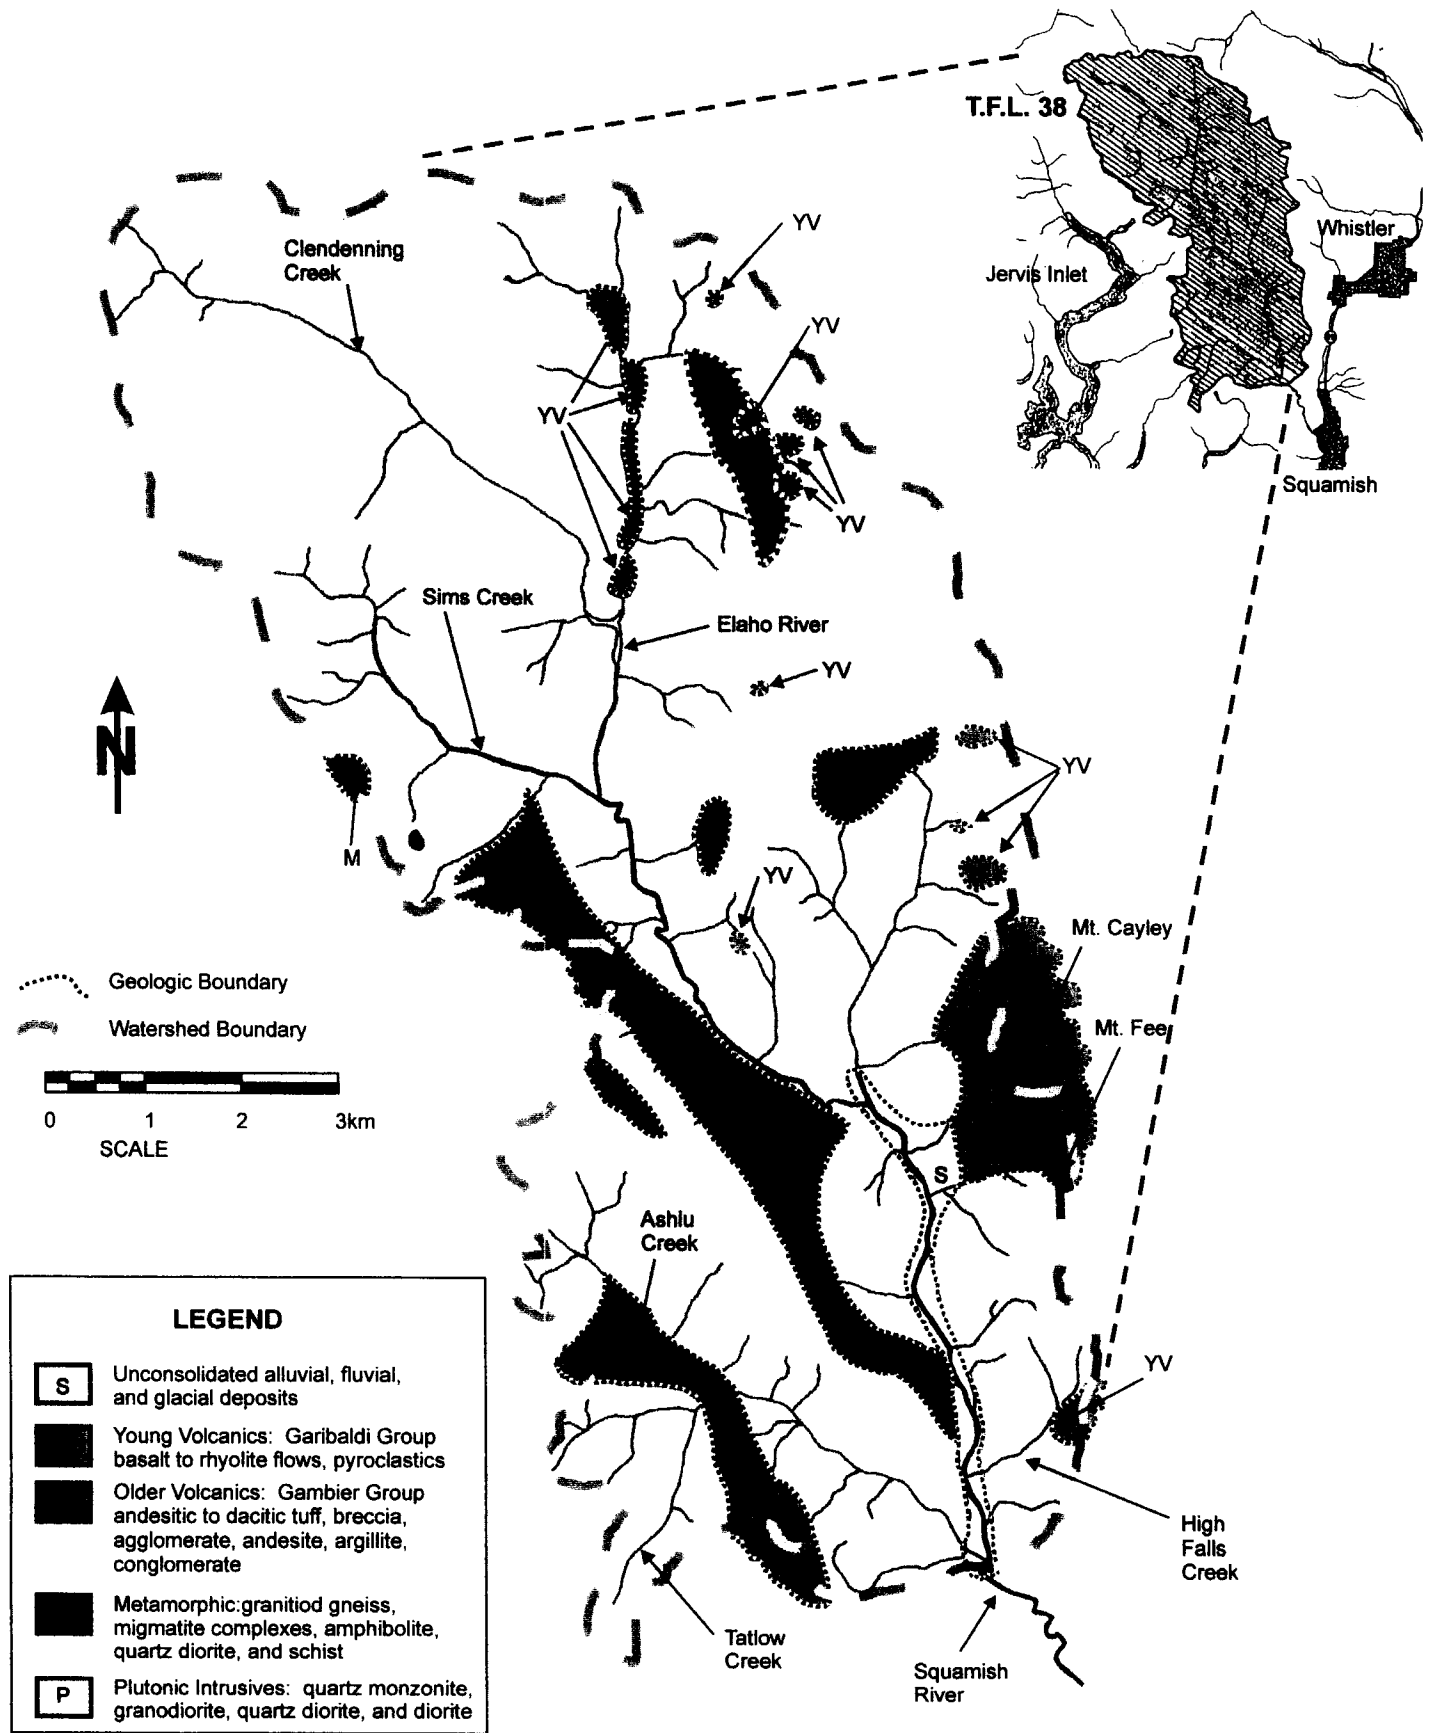 T.F.L. 38
YV
Whistler
Clendenning
Creek
Jervis Inlet
YV
YV
Squamish
YV
Sims Creek
Elaho River
YV
N
YV
M
YV
Mt. Cayley
Geologic Boundary
Mt. Fee
Watershed Boundary
0 1 2 3km
SCALE
S
Ashlu
Creek
LEGEND
S
Unconsolidated alluvial, fluvial,
and glacial deposits
YV
Young Volcanics: Garibaldi Group
basalt to rhyolite flows, pyroclastics
Older Volcanics: Gambier Group
andesitic to dacitic tuff, breccia,
agglomerate, andesite, argillite,
conglomerate
High
Falls
Creek
Metamorphic:granitiod gneiss,
migmatite complexes, amphibolite,
quartz diorite, and schist
Tatlow
Creek
Squamish
River
P
Plutonic Intrusives: quartz monzonite,
granodiorite, quartz diorite, and diorite